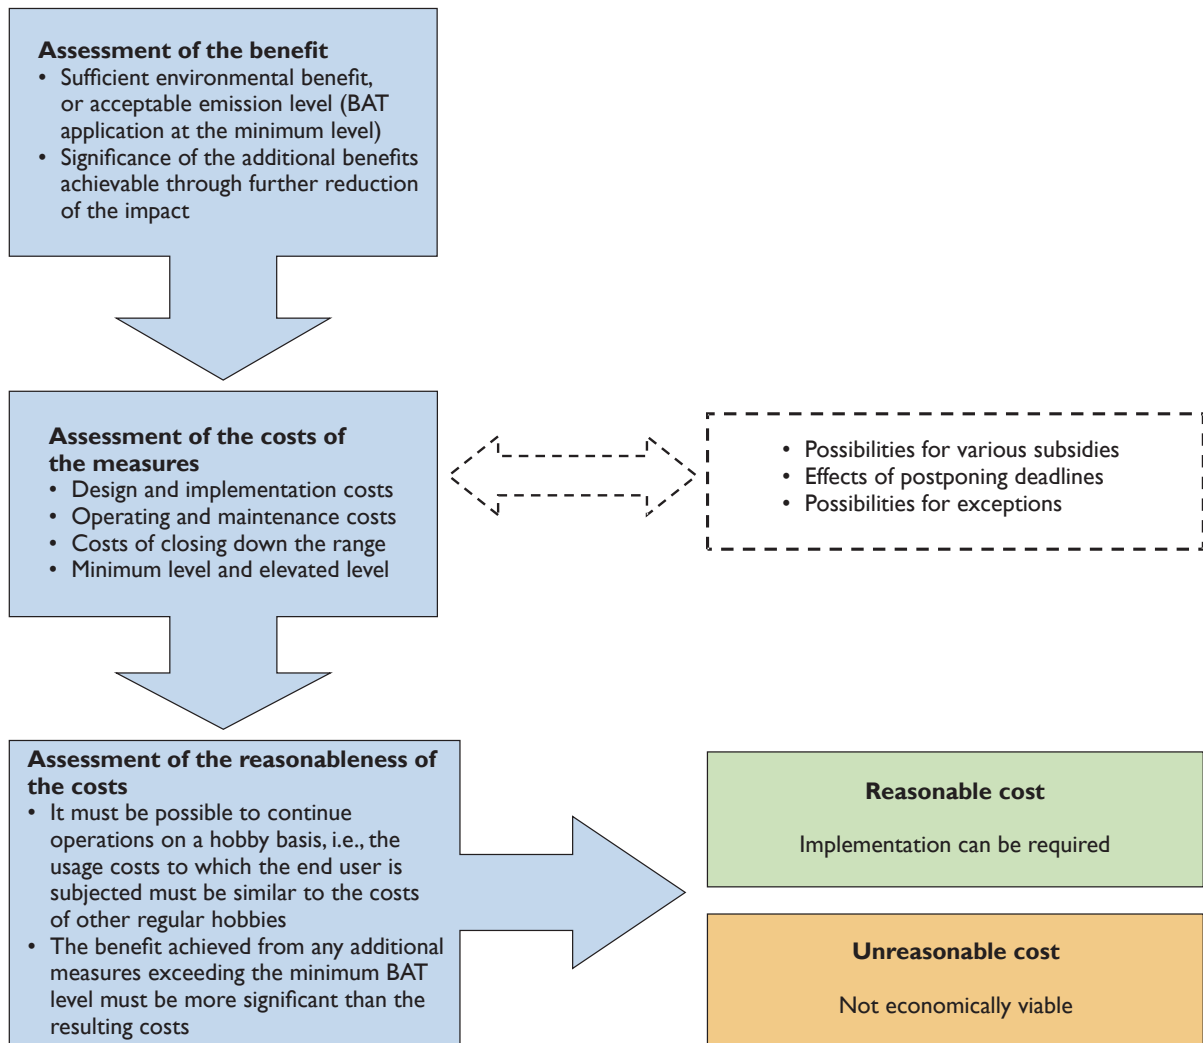 Assessment of the benefit
• Sufficient environmental benefit,
or acceptable emission level (BAT
application at the minimum level)
• Significance of the additional benefits
achievable through further reduction
of the impact
Assessment of the costs of
the measures
• Design and implementation costs
• Operating and maintenance costs
• Costs of closing down the range
• Minimum level and elevated level
• Possibilities for various subsidies
• Effects of postponing deadlines
• Possibilities for exceptions
Assessment of the reasonableness of
the costs
• It must be possible to continue
operations on a hobby basis, i.e., the
usage costs to which the end user is
subjected must be similar to the costs
of other regular hobbies
• The benefit achieved from any additional
measures exceeding the minimum BAT
level must be more significant than the
resulting costs
Reasonable cost
Implementation can be required
Unreasonable cost
Not economically viable